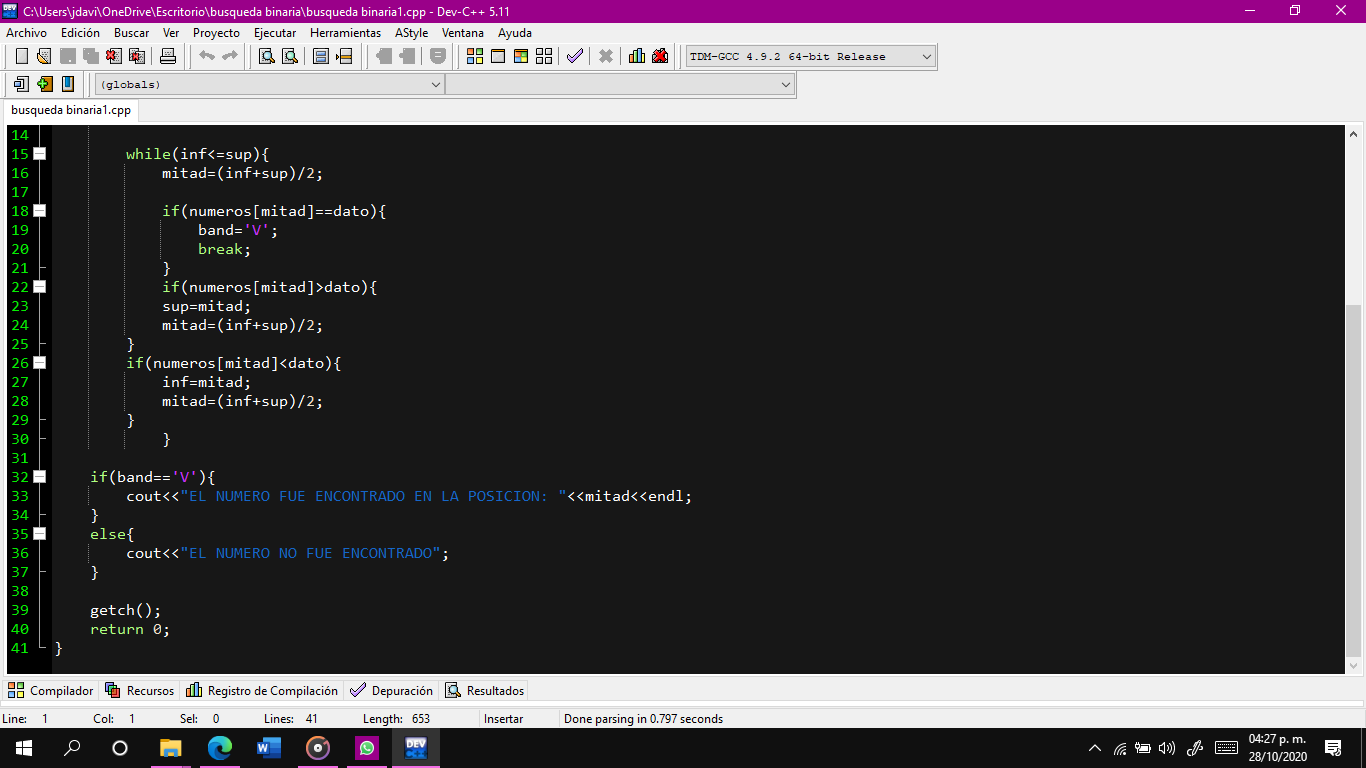 C:\Users\jdavi\OneDrive\Escritorio\busqueda binaria\busqueda binaria1.cpp - Dev-C++ 5.11
Archivo Edición Buscar Ver Proyecto Ejecutar Herramientas AStyle Ventana Ayuda
TDM-GCC 4.9.2 64-bit Release
(globals)
busqueda binaria1.cpp
14
15 while(inf<=sup){
16 mitad=(inf+sup)/2;
17
18 if(numeros[mitad]==dato){
19 band='V';
20 break;
21 }
22 if(numeros[mitad]>dato){
23 sup=mitad;
24 mitad=(inf+sup)/2;
25 }
26 if(numeros[mitad]<dato){
27 inf=mitad;
28 mitad=(inf+sup)/2;
29 }
30 }
31
32 if(band=='V'){
33 cout<<"EL NUMERO FUE ENCONTRADO EN LA POSICION: "<<mitad<<endl;
34 }
35 else{
36 cout<<"EL NUMERO NO FUE ENCONTRADO";
37 }
38
39 getch();
40 return 0;
41 }
Compilador Recursos Registro de Compilación Depuración Resultados
Line: 1 Col: 1 Sel: 0 Lines: 41 Length: 653 Insertar Done parsing in 0.797 seconds
DEV
04:27 p. m.
28/10/2020